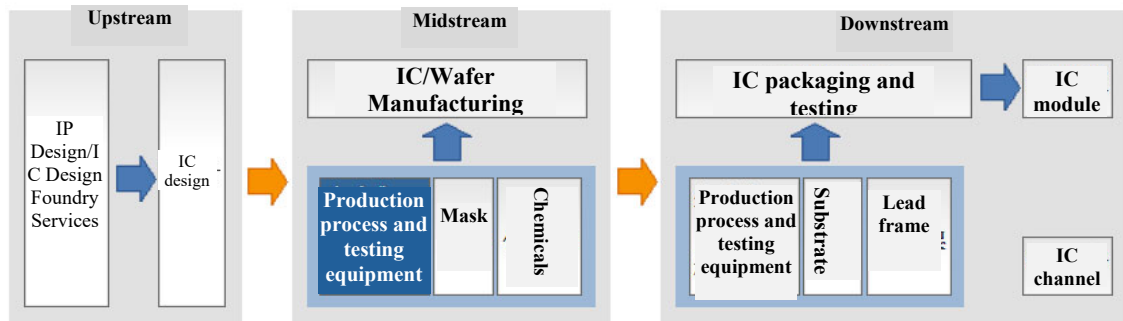 Upstream
IP
Design/I
C Design
Foundry
Services
IC
design
Midstream
IC/Wafer
Manufacturing
Production
process and
testing
equipment
Mask
Chemicals
Downstream
IC packaging and
testing
IC
module
Production
process and
testing
equipment
Substrate
Lead
frame
IC
channel